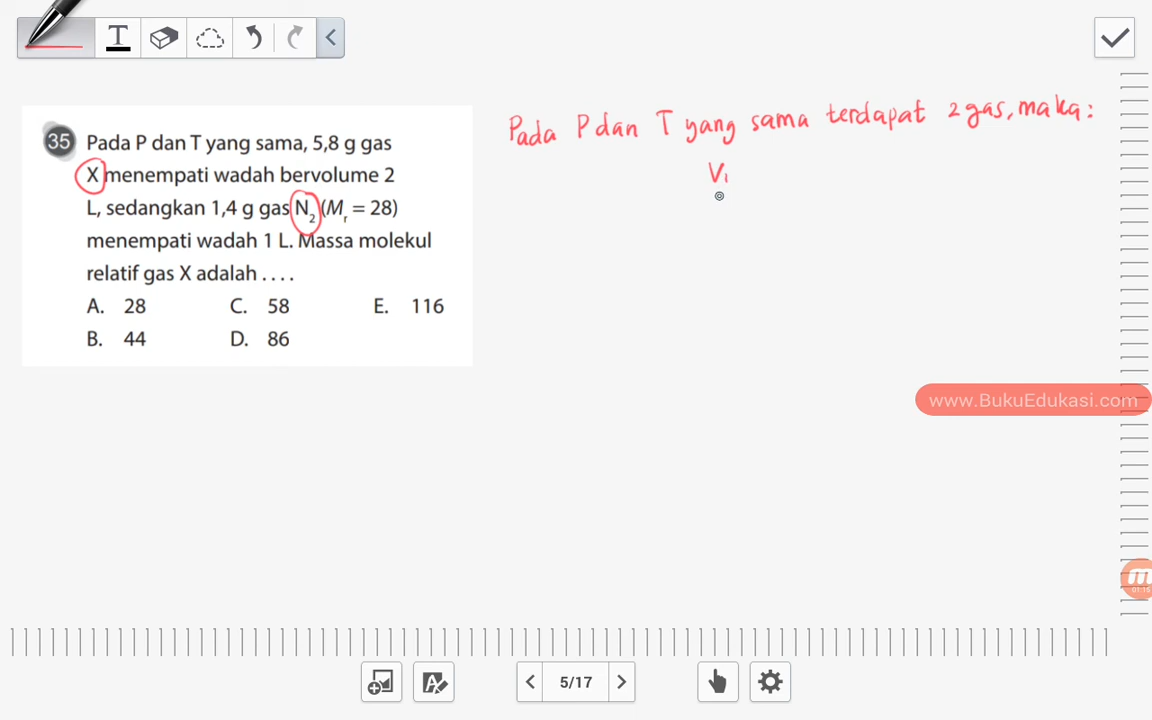 T
35 Pada P dan T yang sama, 5,8 g gas
X menempati wadah bervolume 2
L, sedangkan 1,4 g gas N₂ (Mᵣ = 28)
menempati wadah 1 L. Massa molekul
relatif gas X adalah . . . .
A. 28 C. 58 E. 116
B. 44 D. 86
Pada P dan T yang sama terdapat 2 gas, maka:
V₁
www.BukuEdukasi.com
01:15
5/17